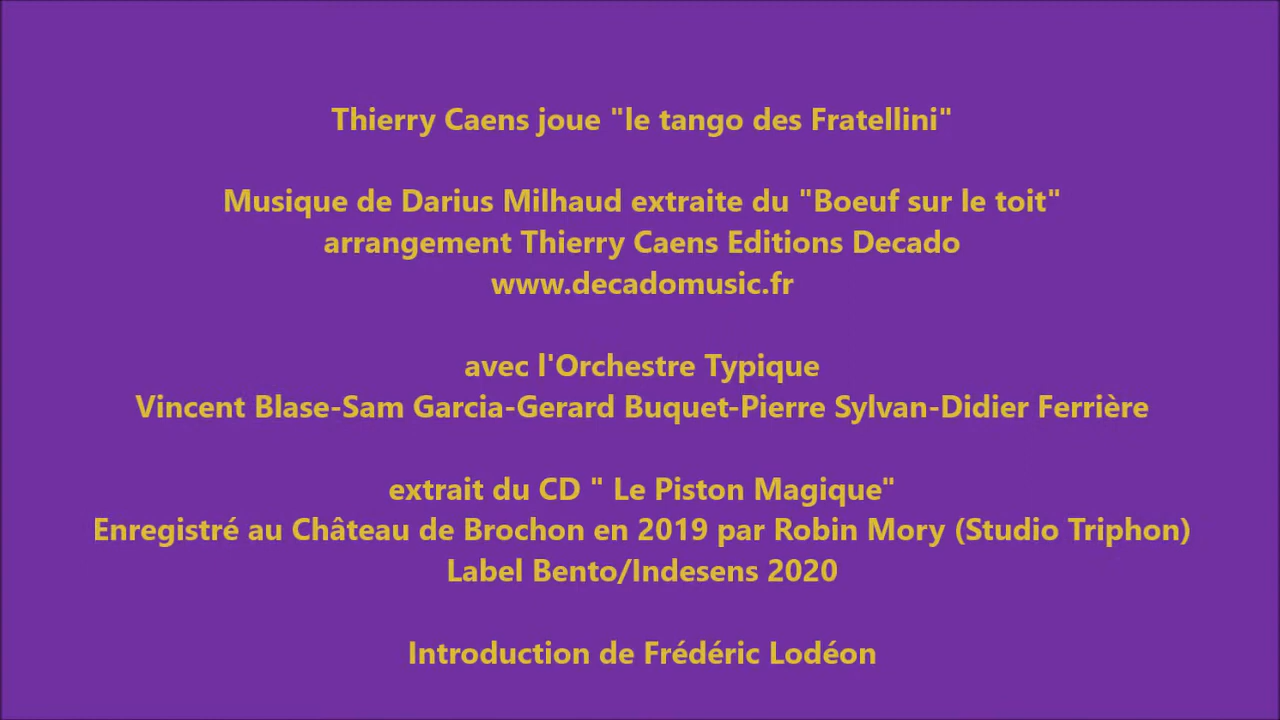 Thierry Caens joue "le tango des Fratellini"
Musique de Darius Milhaud extraite du "Boeuf sur le toit"
arrangement Thierry Caens Editions Decado
www.decadomusic.fr
avec l'Orchestre Typique
Vincent Blase-Sam Garcia-Gerard Buquet-Pierre Sylvan-Didier Ferrière
extrait du CD " Le Piston Magique"
Enregistré au Château de Brochon en 2019 par Robin Mory (Studio Triphon)
Label Bento/Indesens 2020
Introduction de Frédéric Lodéon